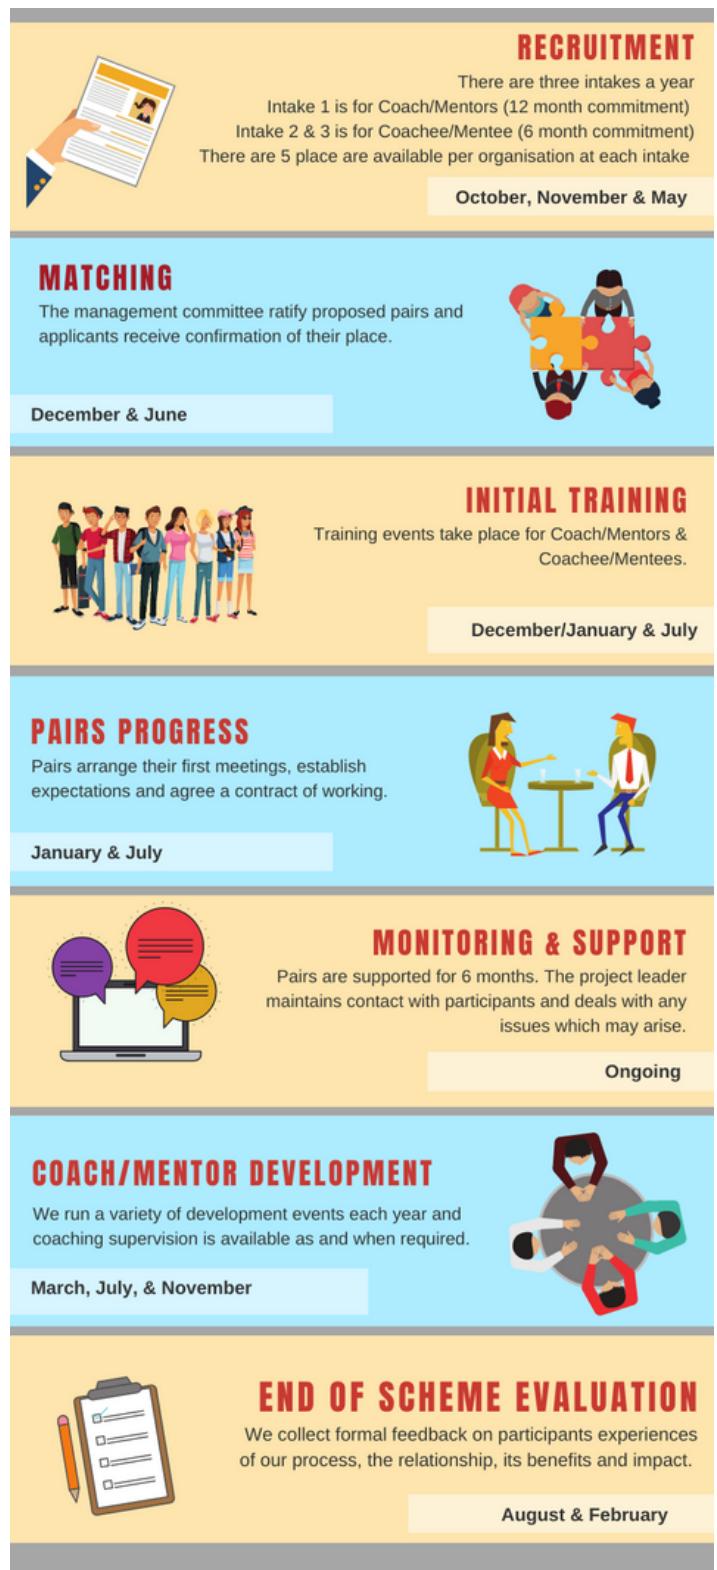 RECRUITMENT
There are three intakes a year
Intake 1 is for Coach/Mentors (12 month commitment)
Intake 2 & 3 is for Coachee/Mentee (6 month commitment)
There are 5 place are available per organisation at each intake
October, November & May
MATCHING
The management committee ratify proposed pairs and
applicants receive confirmation of their place.
December & June
INITIAL TRAINING
Training events take place for Coach/Mentors &
Coachee/Mentees.
December/January & July
PAIRS PROGRESS
Pairs arrange their first meetings, establish
expectations and agree a contract of working.
January & July
MONITORING & SUPPORT
Pairs are supported for 6 months. The project leader
maintains contact with participants and deals with any
issues which may arise.
Ongoing
COACH/MENTOR DEVELOPMENT
We run a variety of development events each year and
coaching supervision is available as and when required.
March, July, & November
END OF SCHEME EVALUATION
We collect formal feedback on participants experiences
of our process, the relationship, its benefits and impact.
August & February